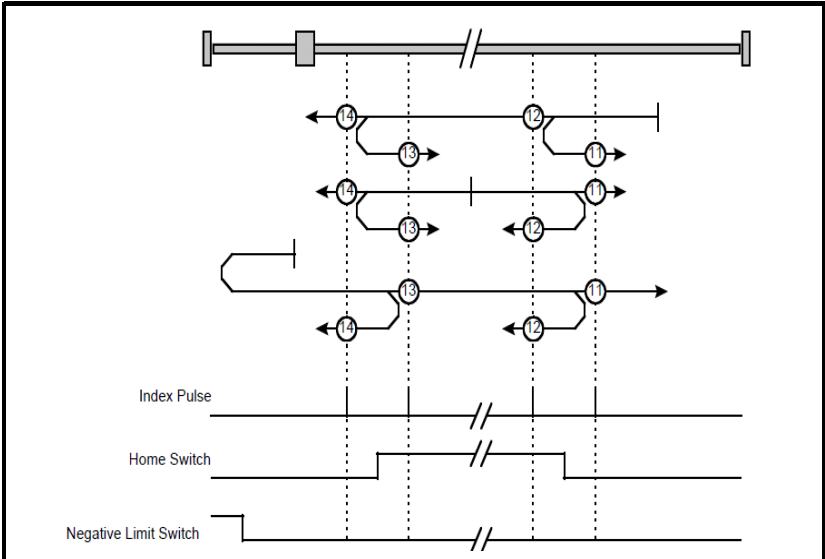 14 12
13 11
14 11
13 12
13 11
14 12
Index Pulse
Home Switch
Negative Limit Switch